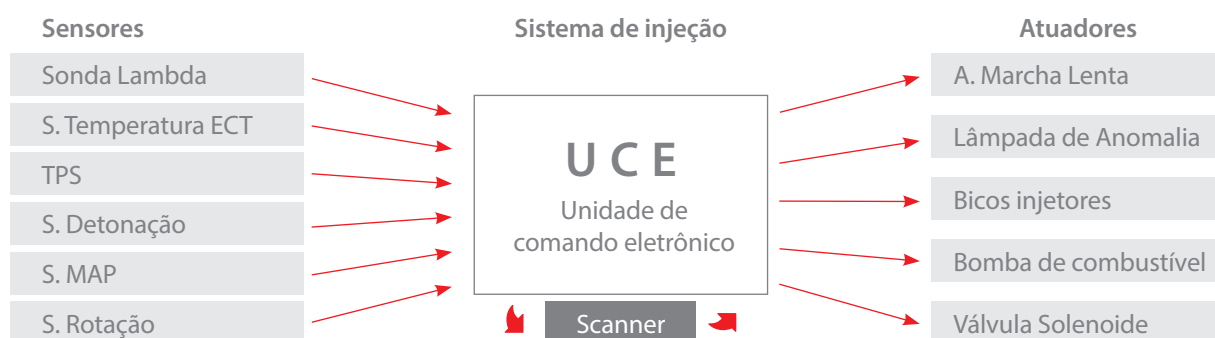 Sensores
Sonda Lambda
S. Temperatura ECT
TPS
S. Detonação
S. MAP
S. Rotação
Sistema de injeção
U C E
Unidade de
comando eletrônico
Scanner
Atuadores
A. Marcha Lenta
Lâmpada de Anomalia
Bicos injetores
Bomba de combustível
Válvula Solenoide